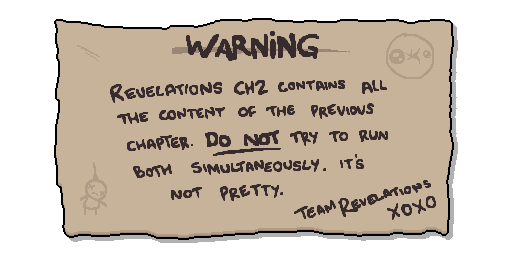 WARNING
REVELATIONS CH2 CONTAINS ALL
THE CONTENT OF THE PREVIOUS
CHAPTER. DO NOT TRY TO RUN
BOTH SIMULTANEOUSLY. IT'S
NOT PRETTY.
TEAM REVELATIONS
XOXO